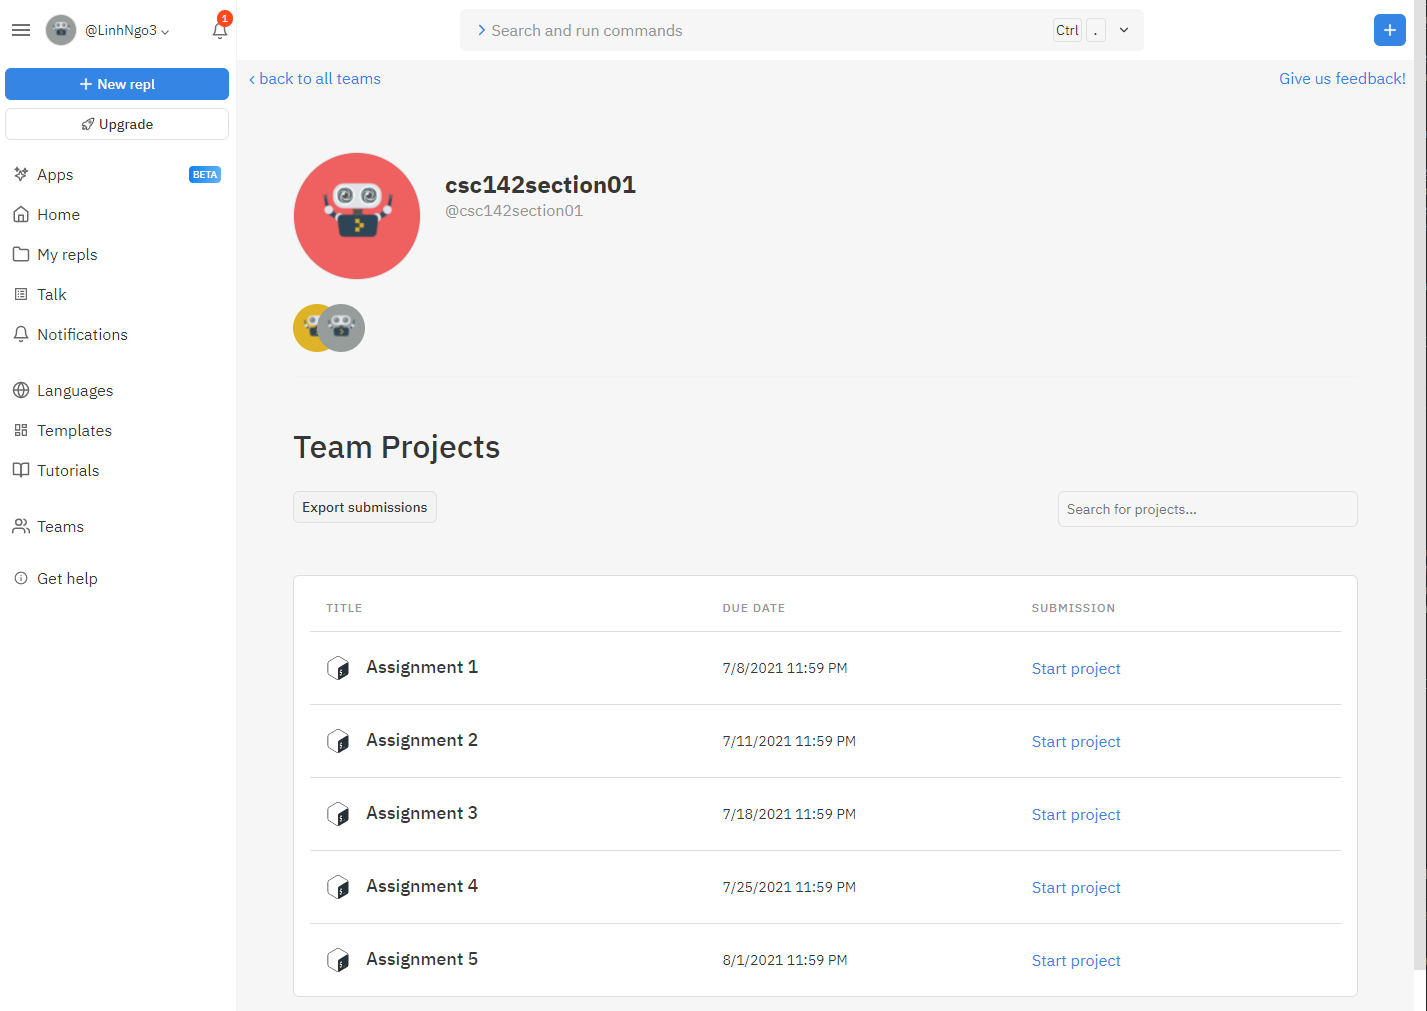 @LinhNgo3
1
Search and run commands
Ctrl
.
New repl
Upgrade
Apps
BETA
Home
My repls
Talk
Notifications
Languages
Templates
Tutorials
Teams
Get help
back to all teams
Give us feedback!
csc142section01
@csc142section01
Team Projects
Export submissions
Search for projects...
TITLE DUE DATE SUBMISSION
Assignment 1 7/8/2021 11:59 PM Start project
Assignment 2 7/11/2021 11:59 PM Start project
Assignment 3 7/18/2021 11:59 PM Start project
Assignment 4 7/25/2021 11:59 PM Start project
Assignment 5 8/1/2021 11:59 PM Start project